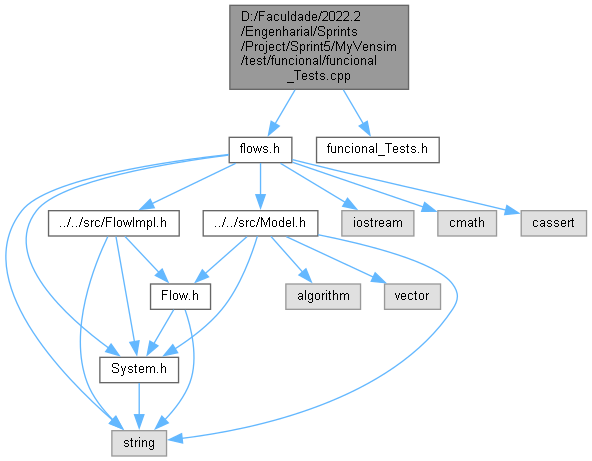 D:/Faculdade/2022.2
/Engenharial/Sprints
/Project/Sprint5/MyVensim
/test/funcional/funcional
_Tests.cpp
flows.h
funcional_Tests.h
../../src/FlowImpl.h
../../src/Model.h
iostream
cmath
cassert
Flow.h
algorithm
vector
System.h
string